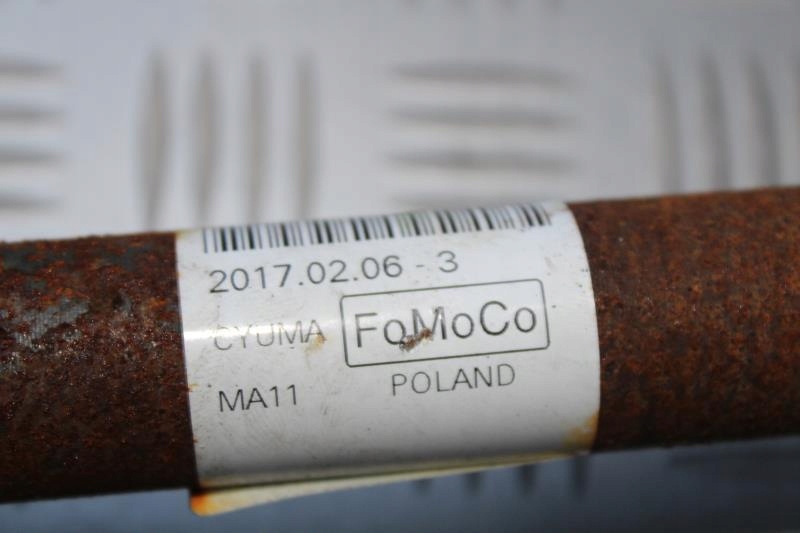 2017.02.06 - 3
CYUMA FoMoCo
MA11 POLAND